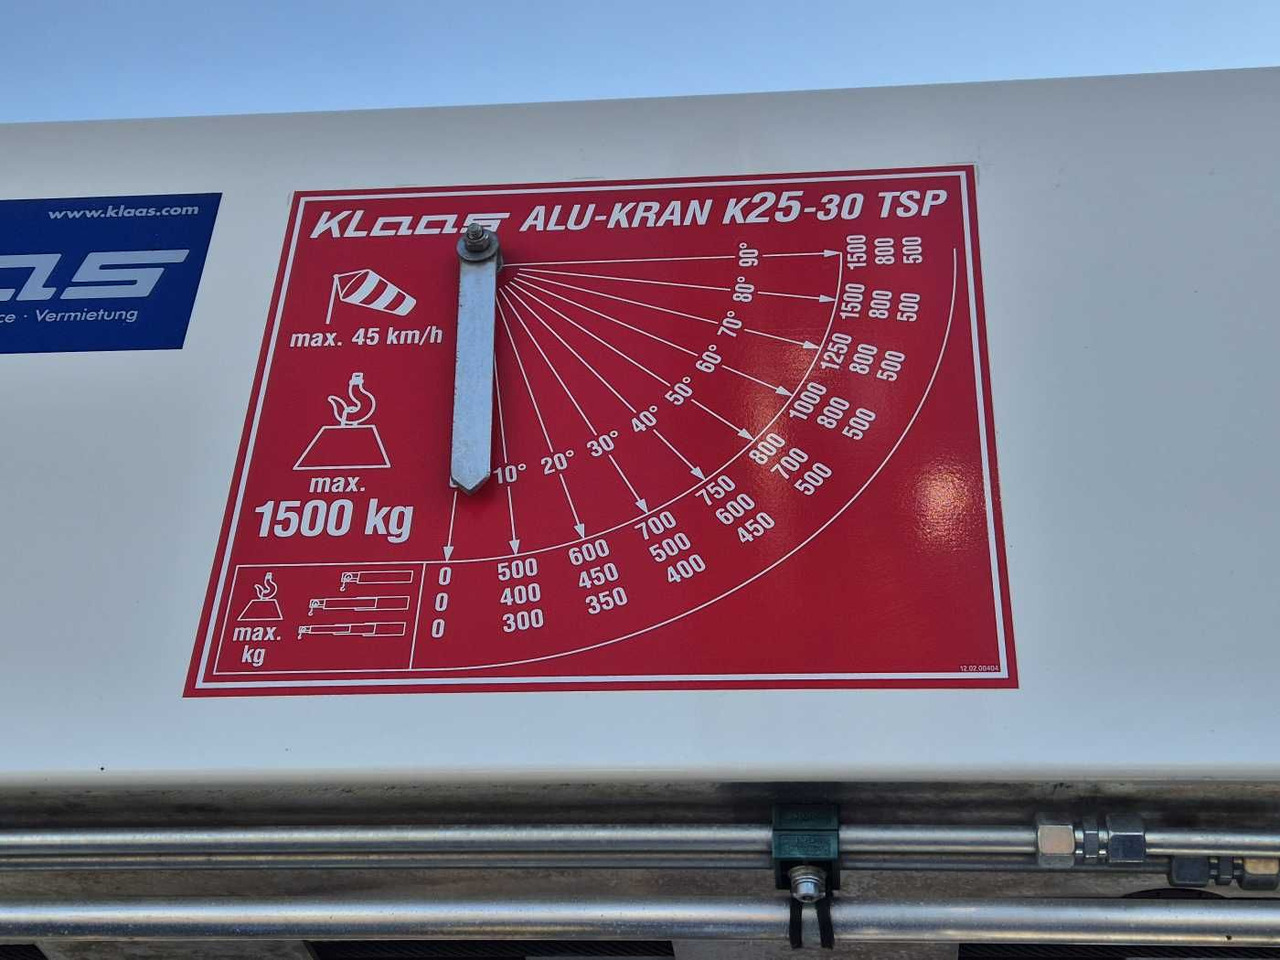 www.klaas.com
aas
ce · Vermietung
KLaas ALU-KRAN K25-30 TSP
max. 45 km/h
max.
1500 kg
90° 1500 800 500
80° 1500 800 500
70° 1250 800 500
60° 1000 800 500
50° 800 700 500
40° 750 600 450
30° 700 500 400
20° 600 450 350
10° 500 400 300
0 0 0
max.
kg
12.02.00404